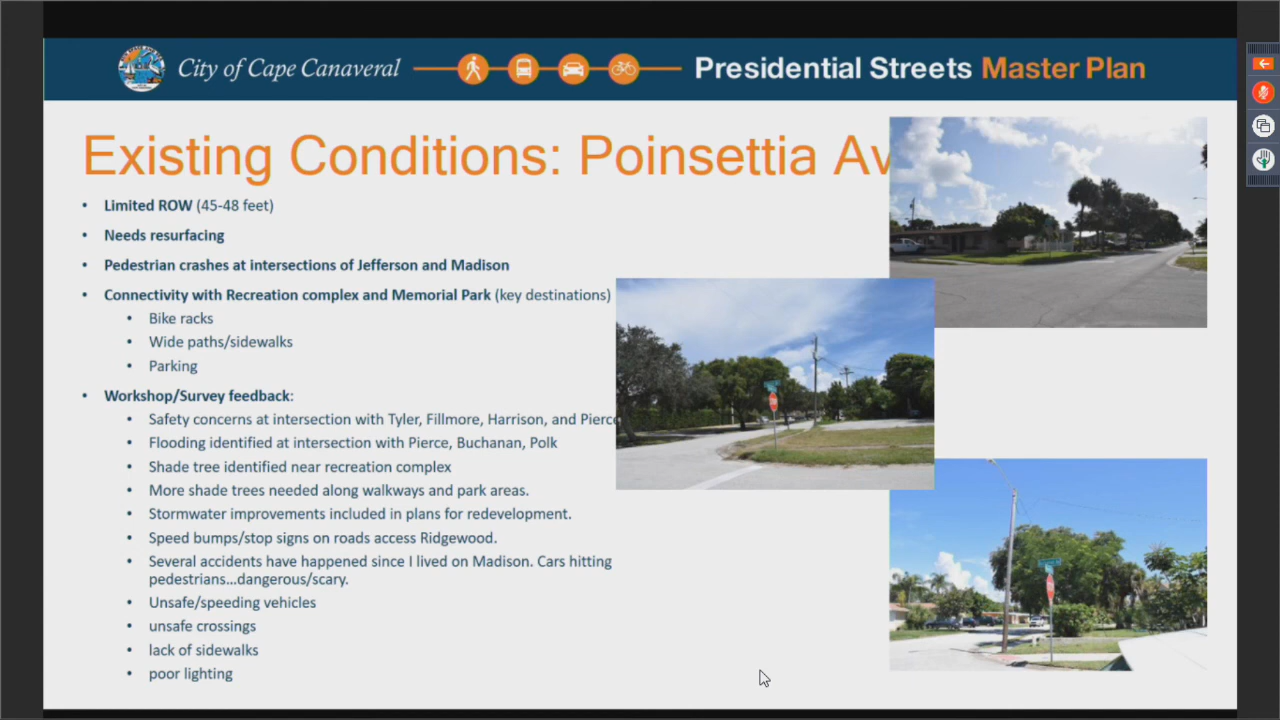 City of Cape Canaveral
Presidential Streets Master Plan
Existing Conditions: Poinsettia Av
• Limited ROW (45-48 feet)
• Needs resurfacing
• Pedestrian crashes at intersections of Jefferson and Madison
• Connectivity with Recreation complex and Memorial Park (key destinations)
• Bike racks
• Wide paths/sidewalks
• Parking
• Workshop/Survey feedback:
• Safety concerns at intersection with Tyler, Fillmore, Harrison, and Pierce
• Flooding identified at intersection with Pierce, Buchanan, Polk
• Shade tree identified near recreation complex
• More shade trees needed along walkways and park areas.
• Stormwater improvements included in plans for redevelopment.
• Speed bumps/stop signs on roads access Ridgewood.
• Several accidents have happened since I lived on Madison. Cars hitting
pedestrians...dangerous/scary.
• Unsafe/speeding vehicles
• unsafe crossings
• lack of sidewalks
• poor lighting